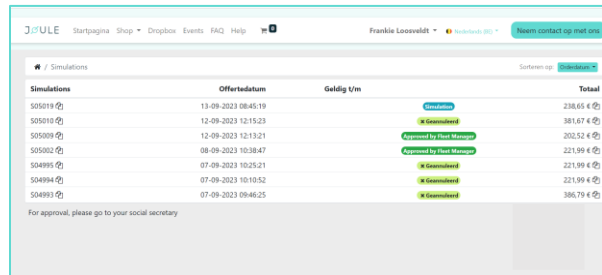 JOULE Startpagina Shop Dropbox Events FAQ Help 0 Frankie Loosveldt Nederlands (BE) Neem contact op met ons
/ Simulations Sorteren op: Orderdatum
Simulations Offertedatum Geldig t/m Totaal
S05019 13-09-2023 08:45:19 Simulation 238,65 €
S05010 12-09-2023 12:15:23 Geannuleerd 381,67 €
S05009 12-09-2023 12:13:21 Approved by Fleet Manager 202,52 €
S05002 08-09-2023 10:38:47 Approved by Fleet Manager 221,99 €
S04995 07-09-2023 10:25:21 Geannuleerd 221,99 €
S04994 07-09-2023 10:10:52 Geannuleerd 221,99 €
S04993 07-09-2023 09:46:25 Geannuleerd 386,79 €
For approval, please go to your social secretary